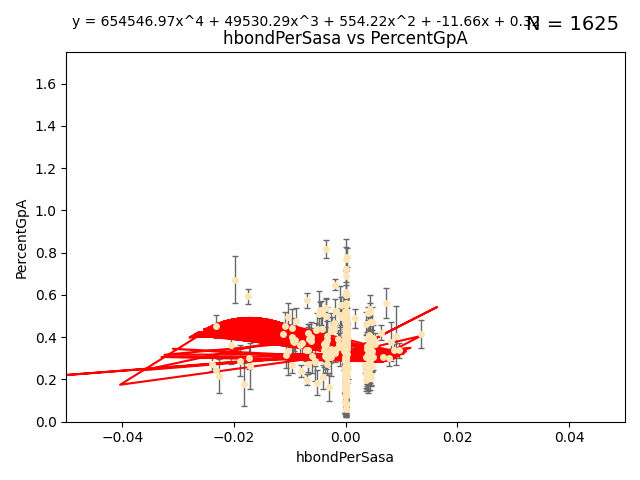 y = 654546.97x^4 + 49530.29x^3 + 554.22x^2 + -11.66x + 0.32
N = 1625
hbondPerSasa vs PercentGpA
PercentGpA
1.6
1.4
1.2
1.0
0.8
0.6
0.4
0.2
0.0
−0.04 −0.02 0.00 0.02 0.04
hbondPerSasa